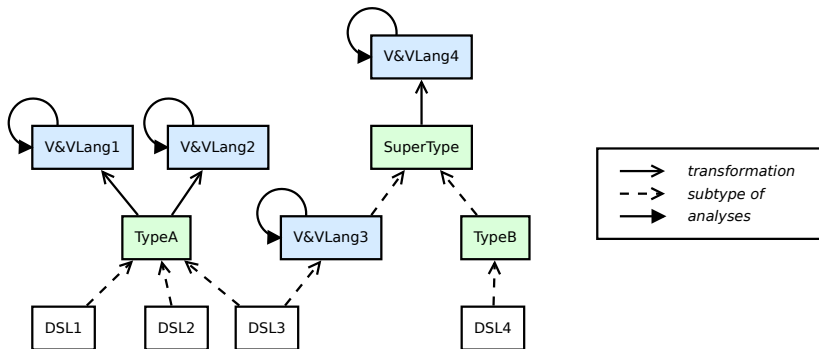 V&VLang4
V&VLang1
V&VLang2
SuperType
transformation
subtype of
analyses
TypeA
V&VLang3
TypeB
DSL1
DSL2
DSL3
DSL4